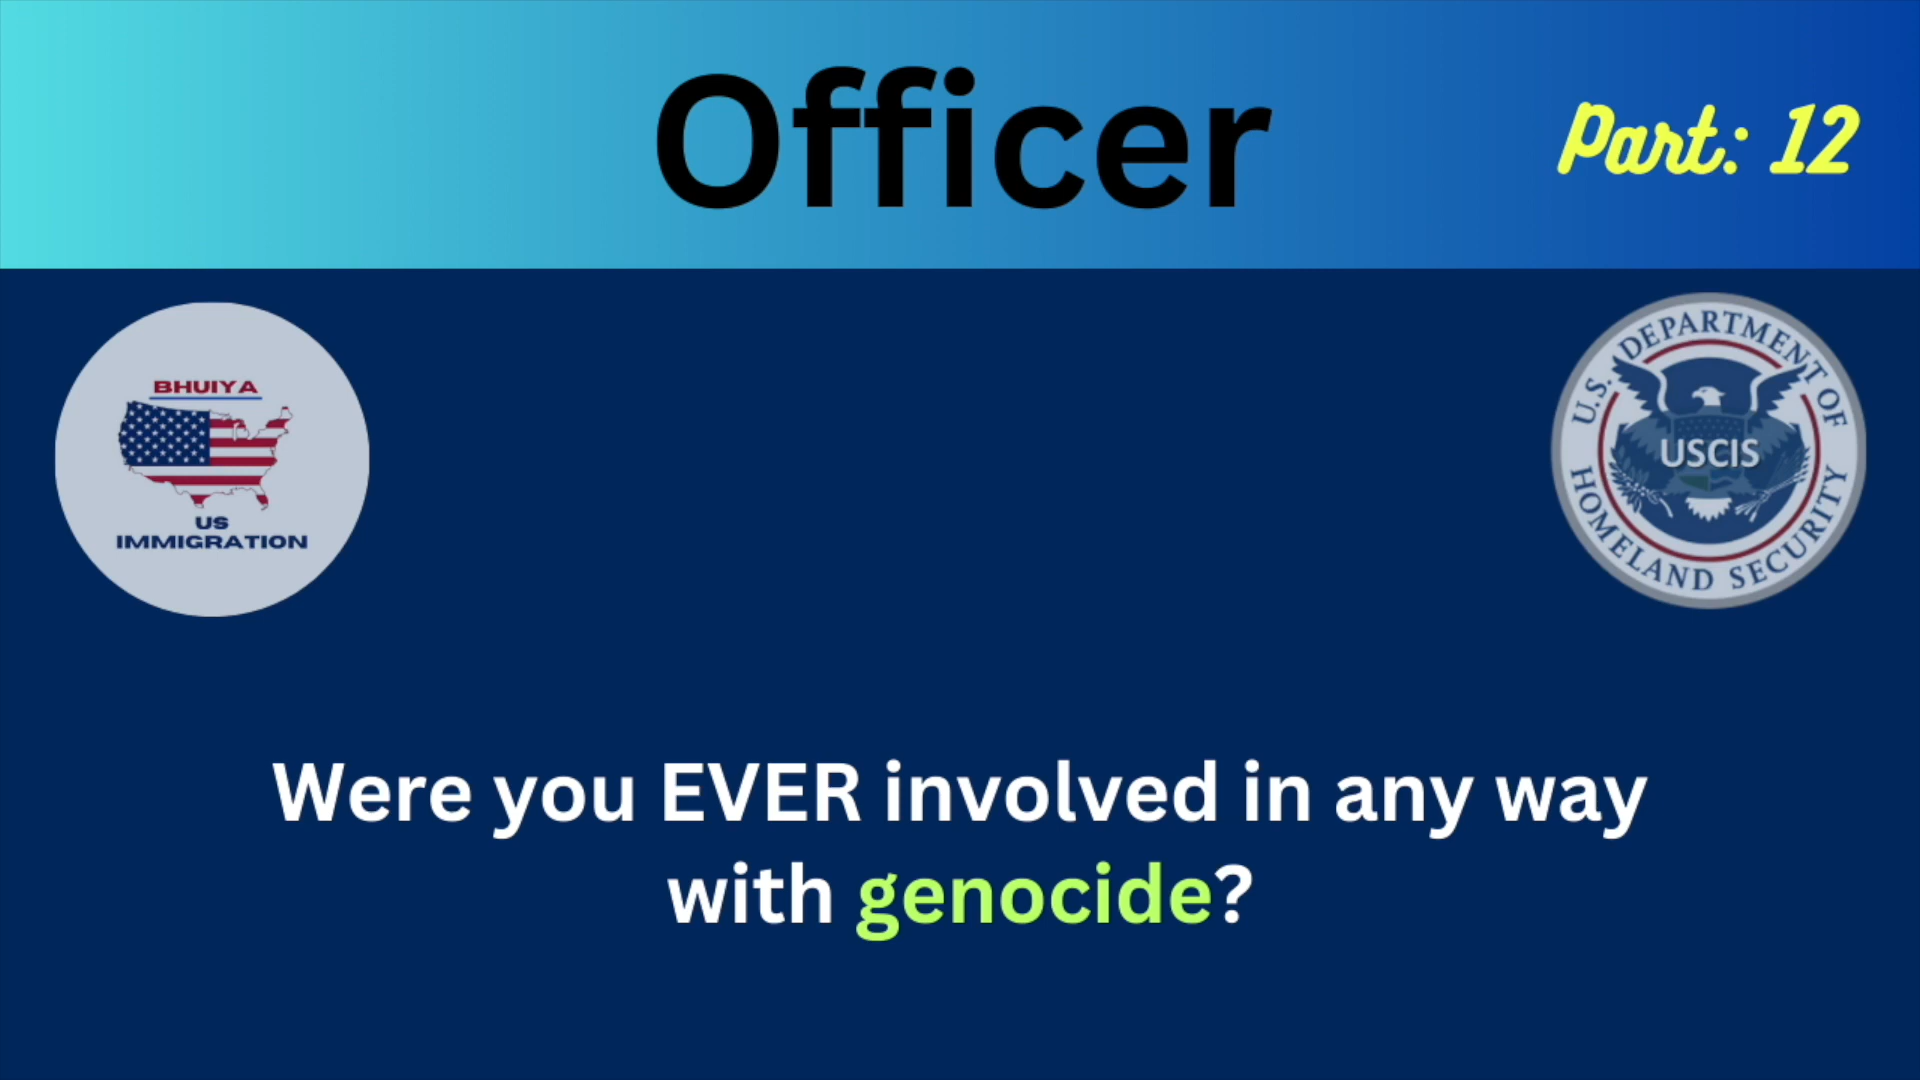 Officer
Part: 12
BHUIYA
US
IMMIGRATION
U.S. DEPARTMENT OF
USCIS
HOMELAND SECURITY
Were you EVER involved in any way
with genocide?